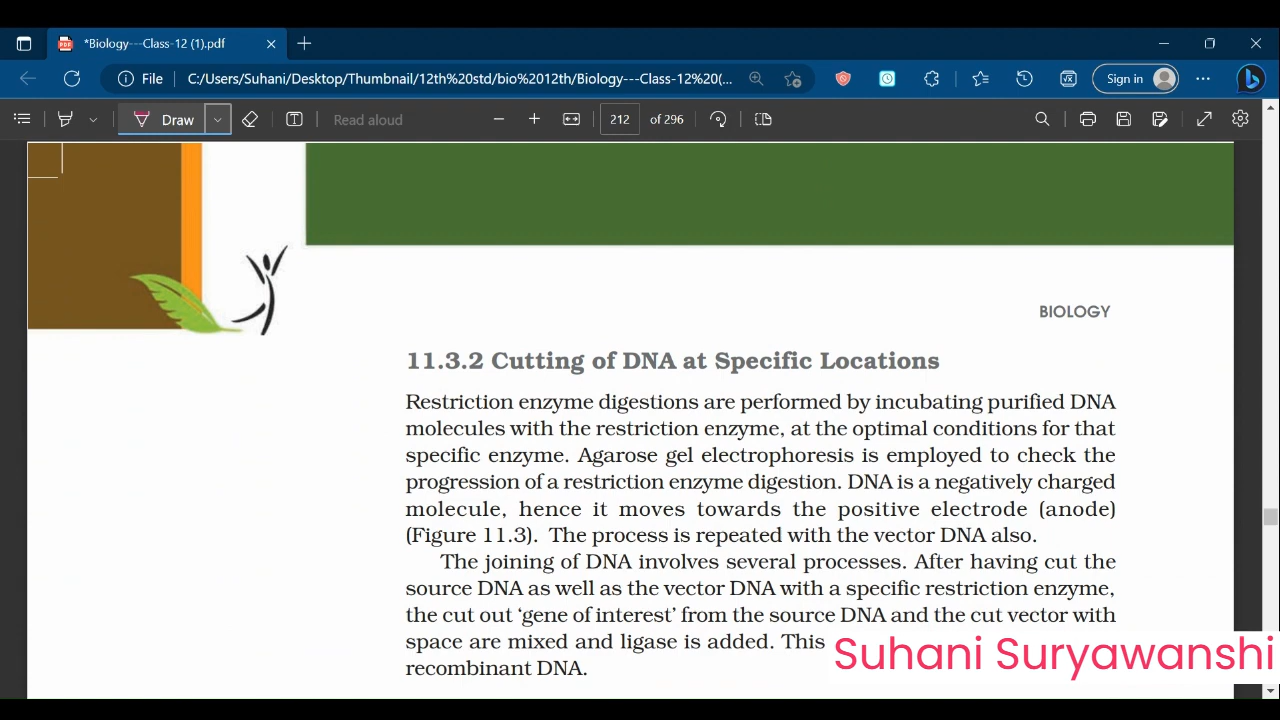 *Biology---Class-12 (1).pdf
File
C:/Users/Suhani/Desktop/Thumbnail/12th%20std/bio%2012th/Biology---Class-12%20(...
Sign in
Draw
Read aloud
212
of 296
BIOLOGY
11.3.2 Cutting of DNA at Specific Locations
Restriction enzyme digestions are performed by incubating purified DNA
molecules with the restriction enzyme, at the optimal conditions for that
specific enzyme. Agarose gel electrophoresis is employed to check the
progression of a restriction enzyme digestion. DNA is a negatively charged
molecule, hence it moves towards the positive electrode (anode)
(Figure 11.3). The process is repeated with the vector DNA also.
The joining of DNA involves several processes. After having cut the
source DNA as well as the vector DNA with a specific restriction enzyme,
the cut out ‘gene of interest’ from the source DNA and the cut vector with
space are mixed and ligase is added. This
recombinant DNA.
Suhani Suryawanshi